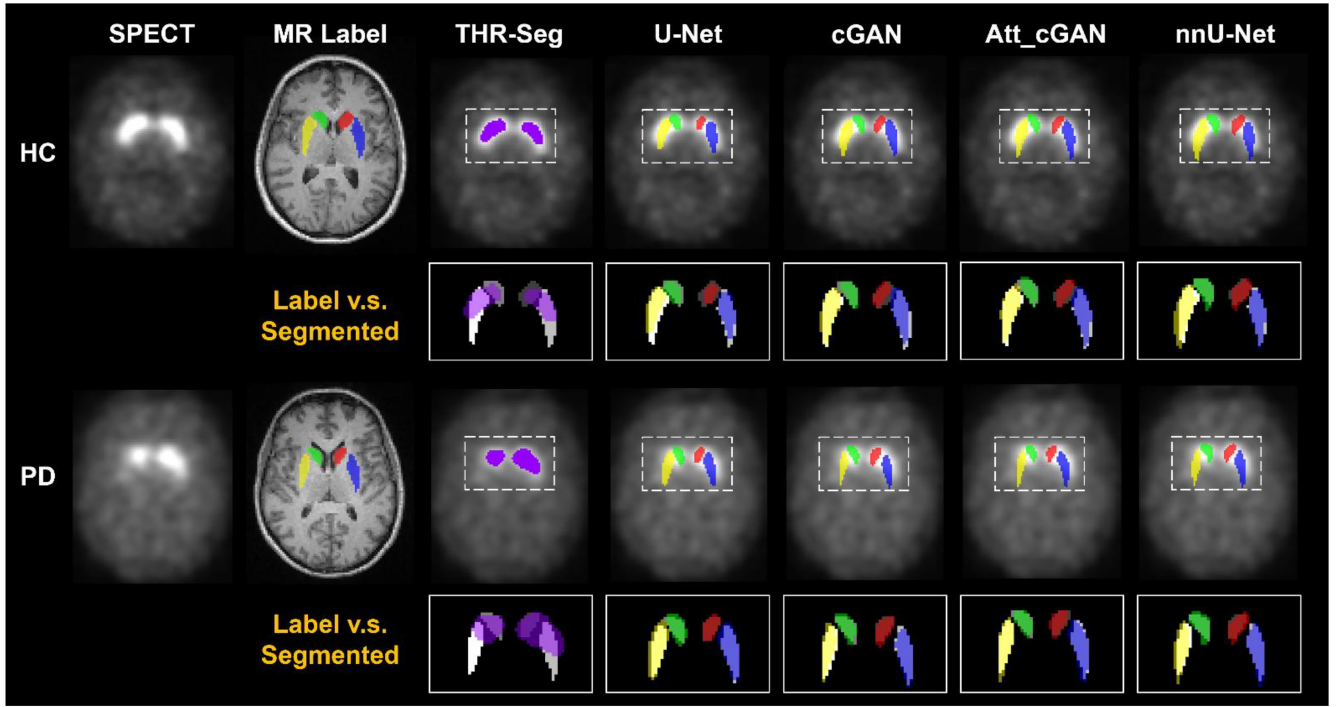 SPECT MR Label THR-Seg U-Net cGAN Att_cGAN nnU-Net
HC
Label v.s.
Segmented
PD
Label v.s.
Segmented